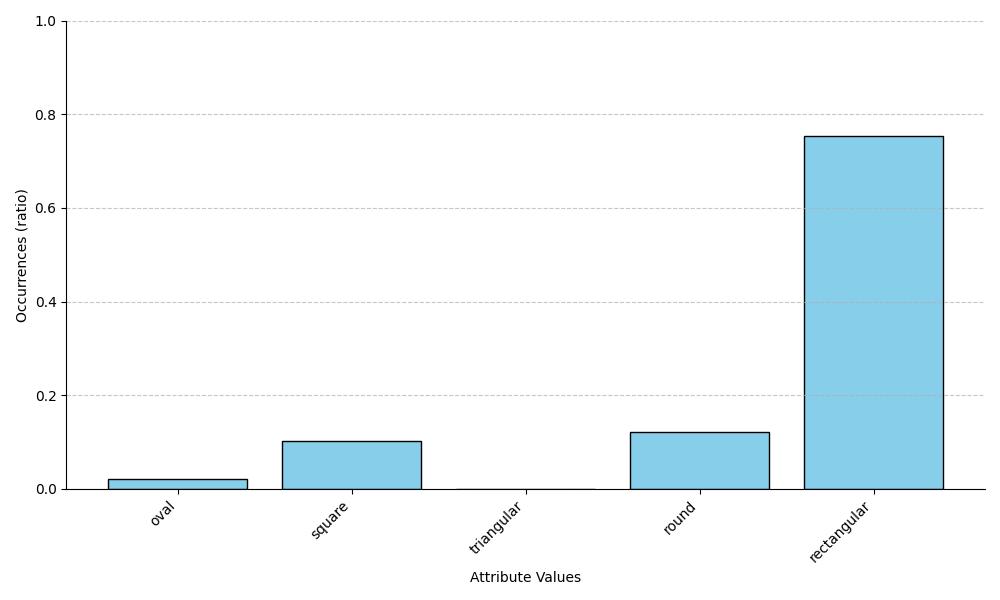 1.0
0.8
0.6
0.4
0.2
0.0
Occurrences (ratio)
oval
square
triangular
round
rectangular
Attribute Values